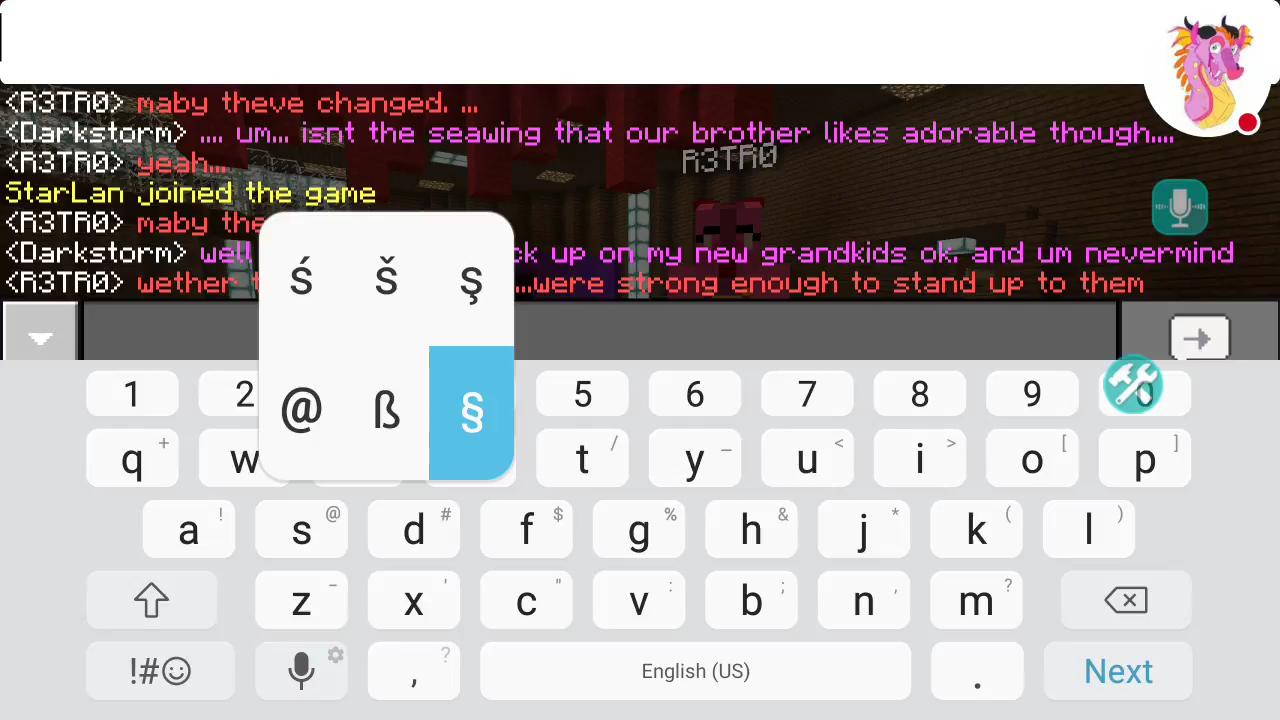 <R3TR0> maby theve changed. ...
<Darkstorm> .... um... isnt the seawing that our brother likes adorable though....
R3TR0
<R3TR0> yeah...
StarLan joined the game
<R3TR0> maby the
<Darkstorm> well ck up on my new grandkids ok. and um nevermind
<R3TR0> wether t ...were strong enough to stand up to them
ś š ş
@ ß §
1 2 5 6 7 8 9 0
q + w t / y _ u < i > o [ p ]
a ! s @ d # f $ g % h & j * k ( l )
z - x ' c " v : b ; n , m ?
!#☺ , ? English (US) . Next